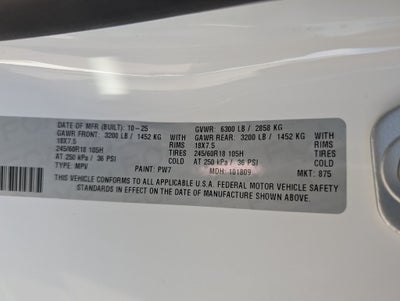 DATE OF MFR (BUILT): 10-25 GVWR: 6300 LB / 2858 KG
GAWR FRONT: 3200 LB / 1452 KG WITH GAWR REAR: 3200 LB / 1452 KG WITH
18X7.5 RIMS 18X7.5 RIMS
245/60R18 105H TIRES 245/60R18 105H TIRES
AT 250 kPa / 36 PSI COLD AT 250 kPa / 36 PSI COLD
TYPE: MPV PAINT: PW7 MDH: 101809 MKT: 875
THIS VEHICLE CONFORMS TO ALL APPLICABLE U.S.A. FEDERAL MOTOR VEHICLE SAFETY
STANDARDS IN EFFECT ON THE DATE OF MANUFACTURE SHOWN ABOVE.